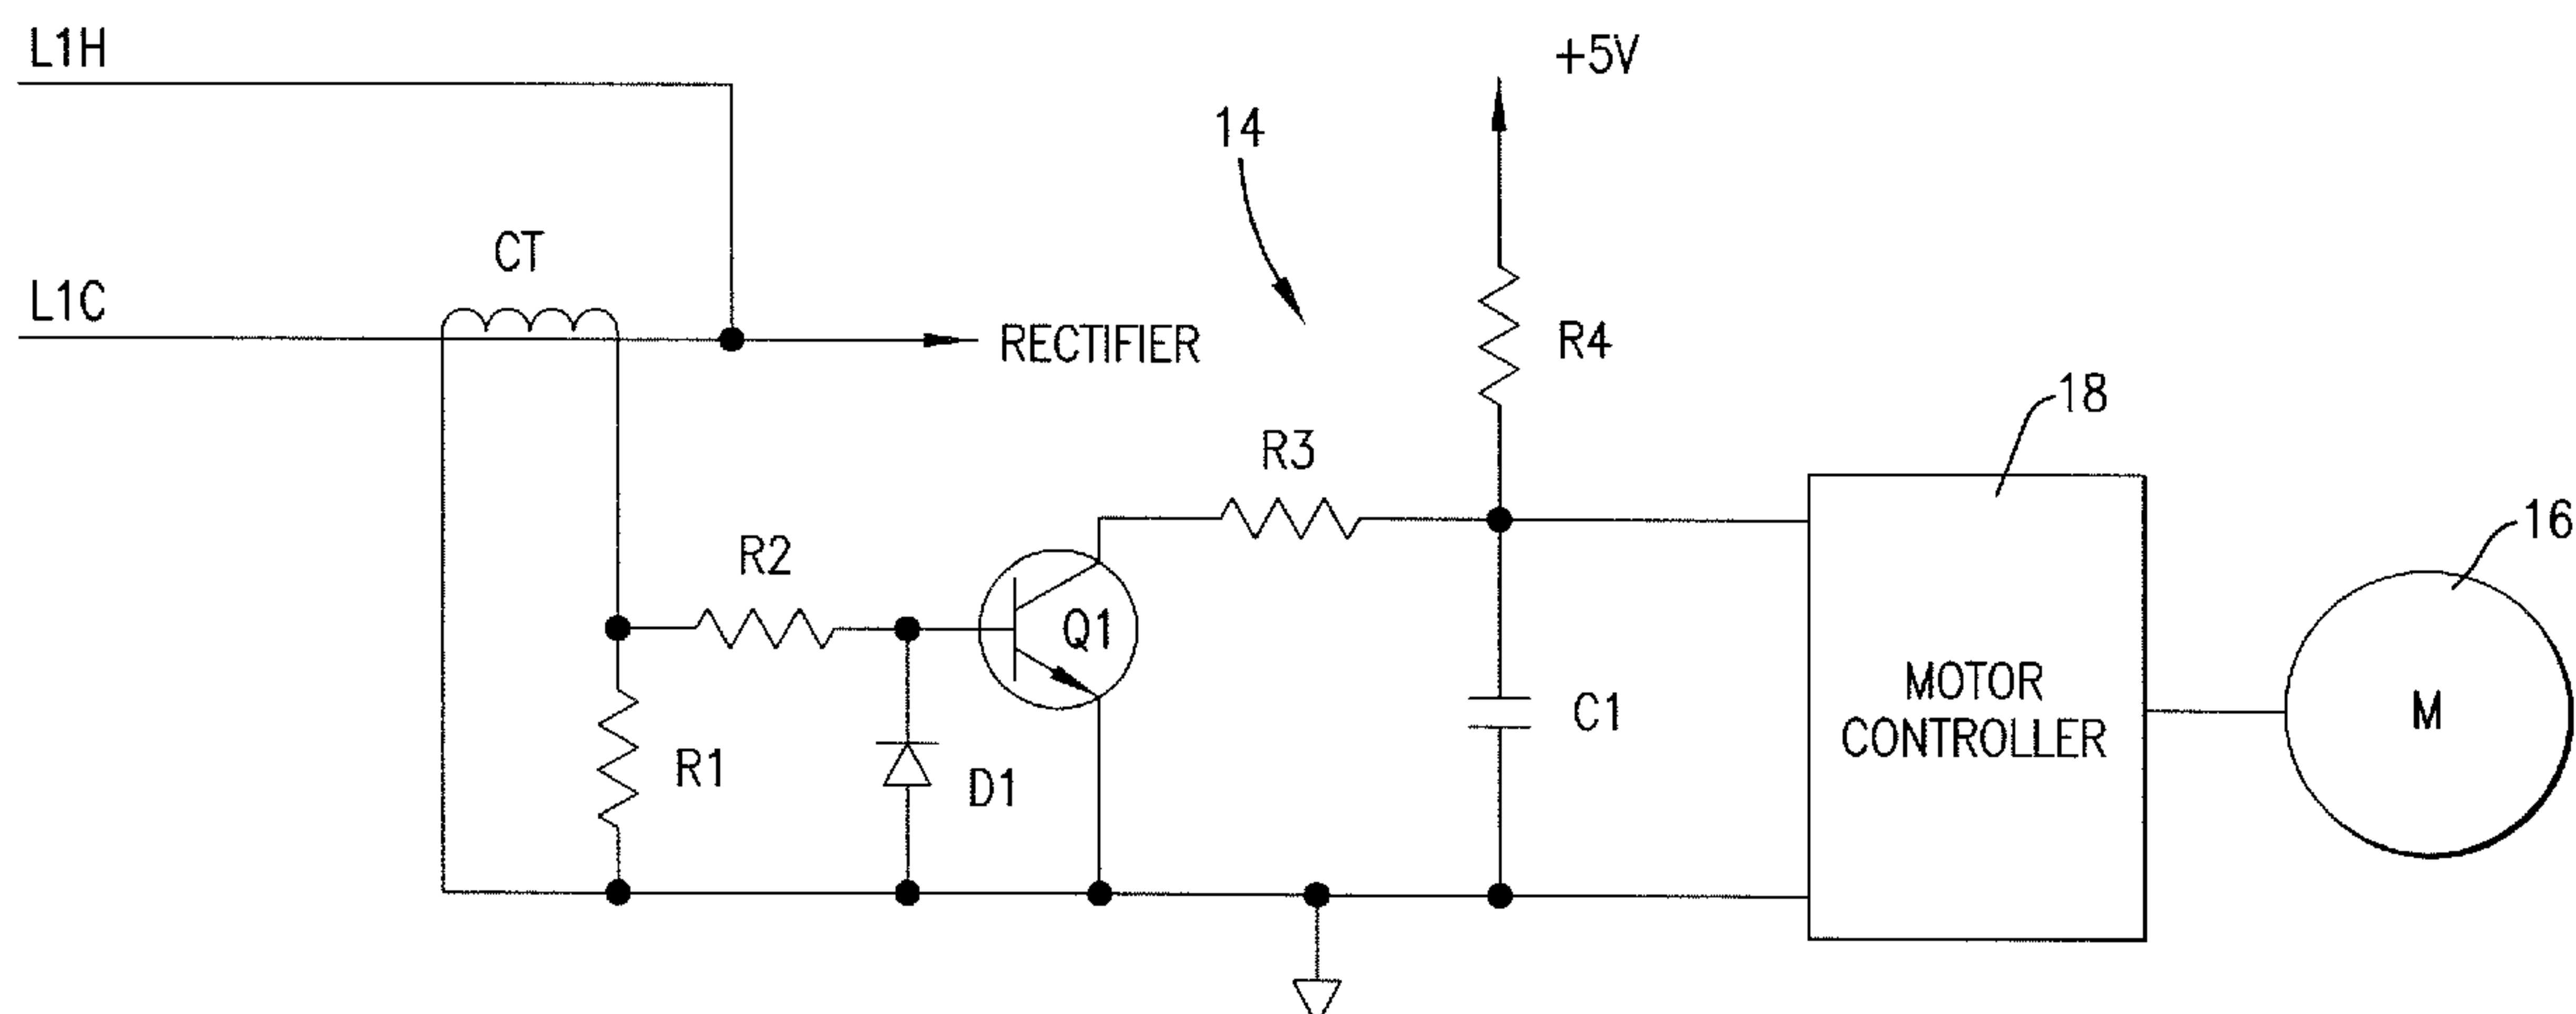 L1H
+5V
14
CT
L1C
RECTIFIER
R4
18
R3
16
R2
Q1
MOTOR
CONTROLLER
M
C1
R1
D1